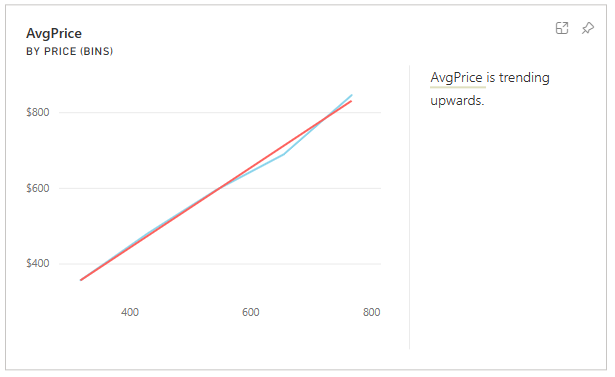 AvgPrice
BY PRICE (BINS)
$800
$600
$400
400 600 800
AvgPrice is trending
upwards.